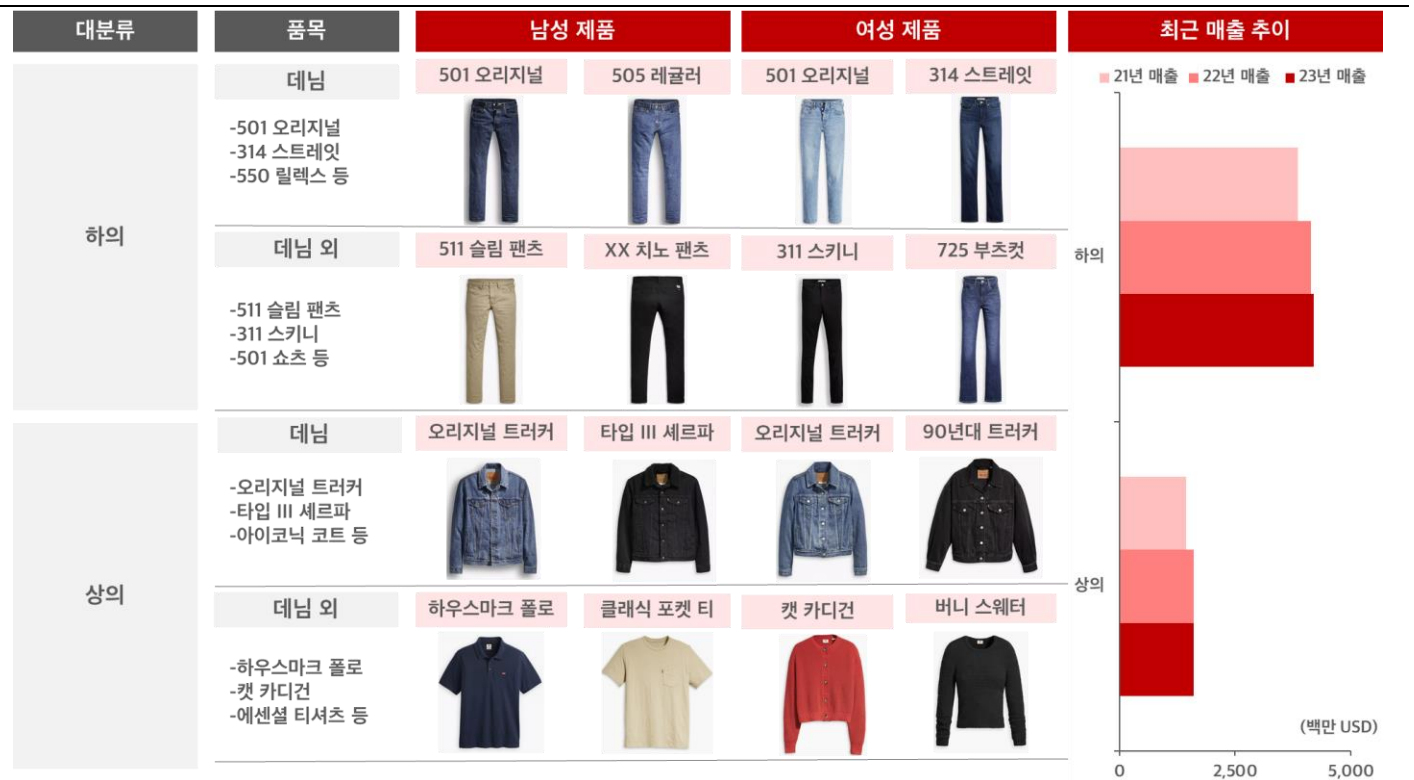 대분류
품목
남성 제품
여성 제품
최근 매출 추이
하의
데님
-501 오리지널
-314 스트레잇
-550 릴렉스 등
501 오리지널
505 레귤러
501 오리지널
314 스트레잇
데님 외
-511 슬림 팬츠
-311 스키니
-501 쇼츠 등
511 슬림 팬츠
XX 치노 팬츠
311 스키니
725 부츠컷
상의
데님
-오리지널 트러커
-타입 III 셰르파
-아이코닉 코트 등
오리지널 트러커
타입 III 셰르파
오리지널 트러커
90년대 트러커
데님 외
-하우스마크 폴로
-캣 카디건
-에센셜 티셔츠 등
하우스마크 폴로
클래식 포켓 티
캣 카디건
버니 스웨터
21년 매출 22년 매출 23년 매출
하의
상의
(백만 USD)
0 2,500 5,000